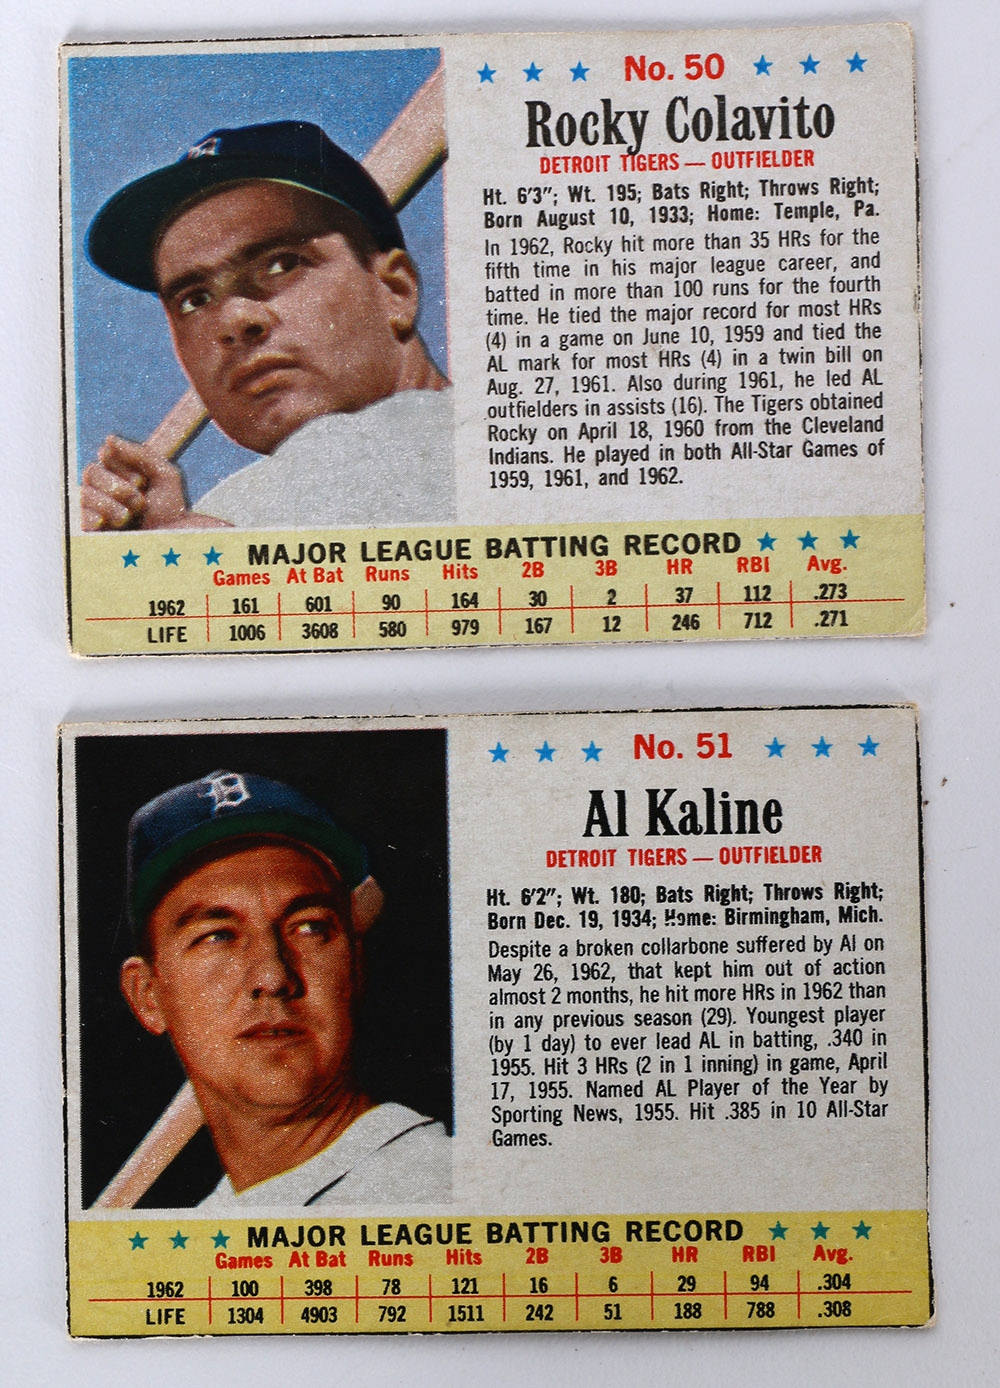 ★ ★ ★ No. 50 ★ ★ ★
Rocky Colavito
DETROIT TIGERS — OUTFIELDER
Ht. 6'3"; Wt. 195; Bats Right; Throws Right;
Born August 10, 1933; Home: Temple, Pa.
In 1962, Rocky hit more than 35 HRs for the
fifth time in his major league career, and
batted in more than 100 runs for the fourth
time. He tied the major record for most HRs
(4) in a game on June 10, 1959 and tied the
AL mark for most HRs (4) in a twin bill on
Aug. 27, 1961. Also during 1961, he led AL
outfielders in assists (16). The Tigers obtained
Rocky on April 18, 1960 from the Cleveland
Indians. He played in both All-Star Games of
1959, 1961, and 1962.
★ ★ ★ MAJOR LEAGUE BATTING RECORD ★ ★ ★
Games At Bat Runs Hits 2B 3B HR RBI Avg.
1962 161 601 90 164 30 2 37 112 .273
LIFE 1006 3608 580 979 167 12 246 712 .271
D
★ ★ ★ No. 51 ★ ★ ★
Al Kaline
DETROIT TIGERS — OUTFIELDER
Ht. 6'2"; Wt. 180; Bats Right; Throws Right;
Born Dec. 19, 1934; Home: Birmingham, Mich.
Despite a broken collarbone suffered by Al on
May 26, 1962, that kept him out of action
almost 2 months, he hit more HRs in 1962 than
in any previous season (29). Youngest player
(by 1 day) to ever lead AL in batting, .340 in
1955. Hit 3 HRs (2 in 1 inning) in game, April
17, 1955. Named AL Player of the Year by
Sporting News, 1955. Hit .385 in 10 All-Star
Games.
★ ★ ★ MAJOR LEAGUE BATTING RECORD ★ ★ ★
Games At Bat Runs Hits 2B 3B HR RBI Avg.
1962 100 398 78 121 16 6 29 94 .304
LIFE 1304 4903 792 1511 242 51 188 788 .308